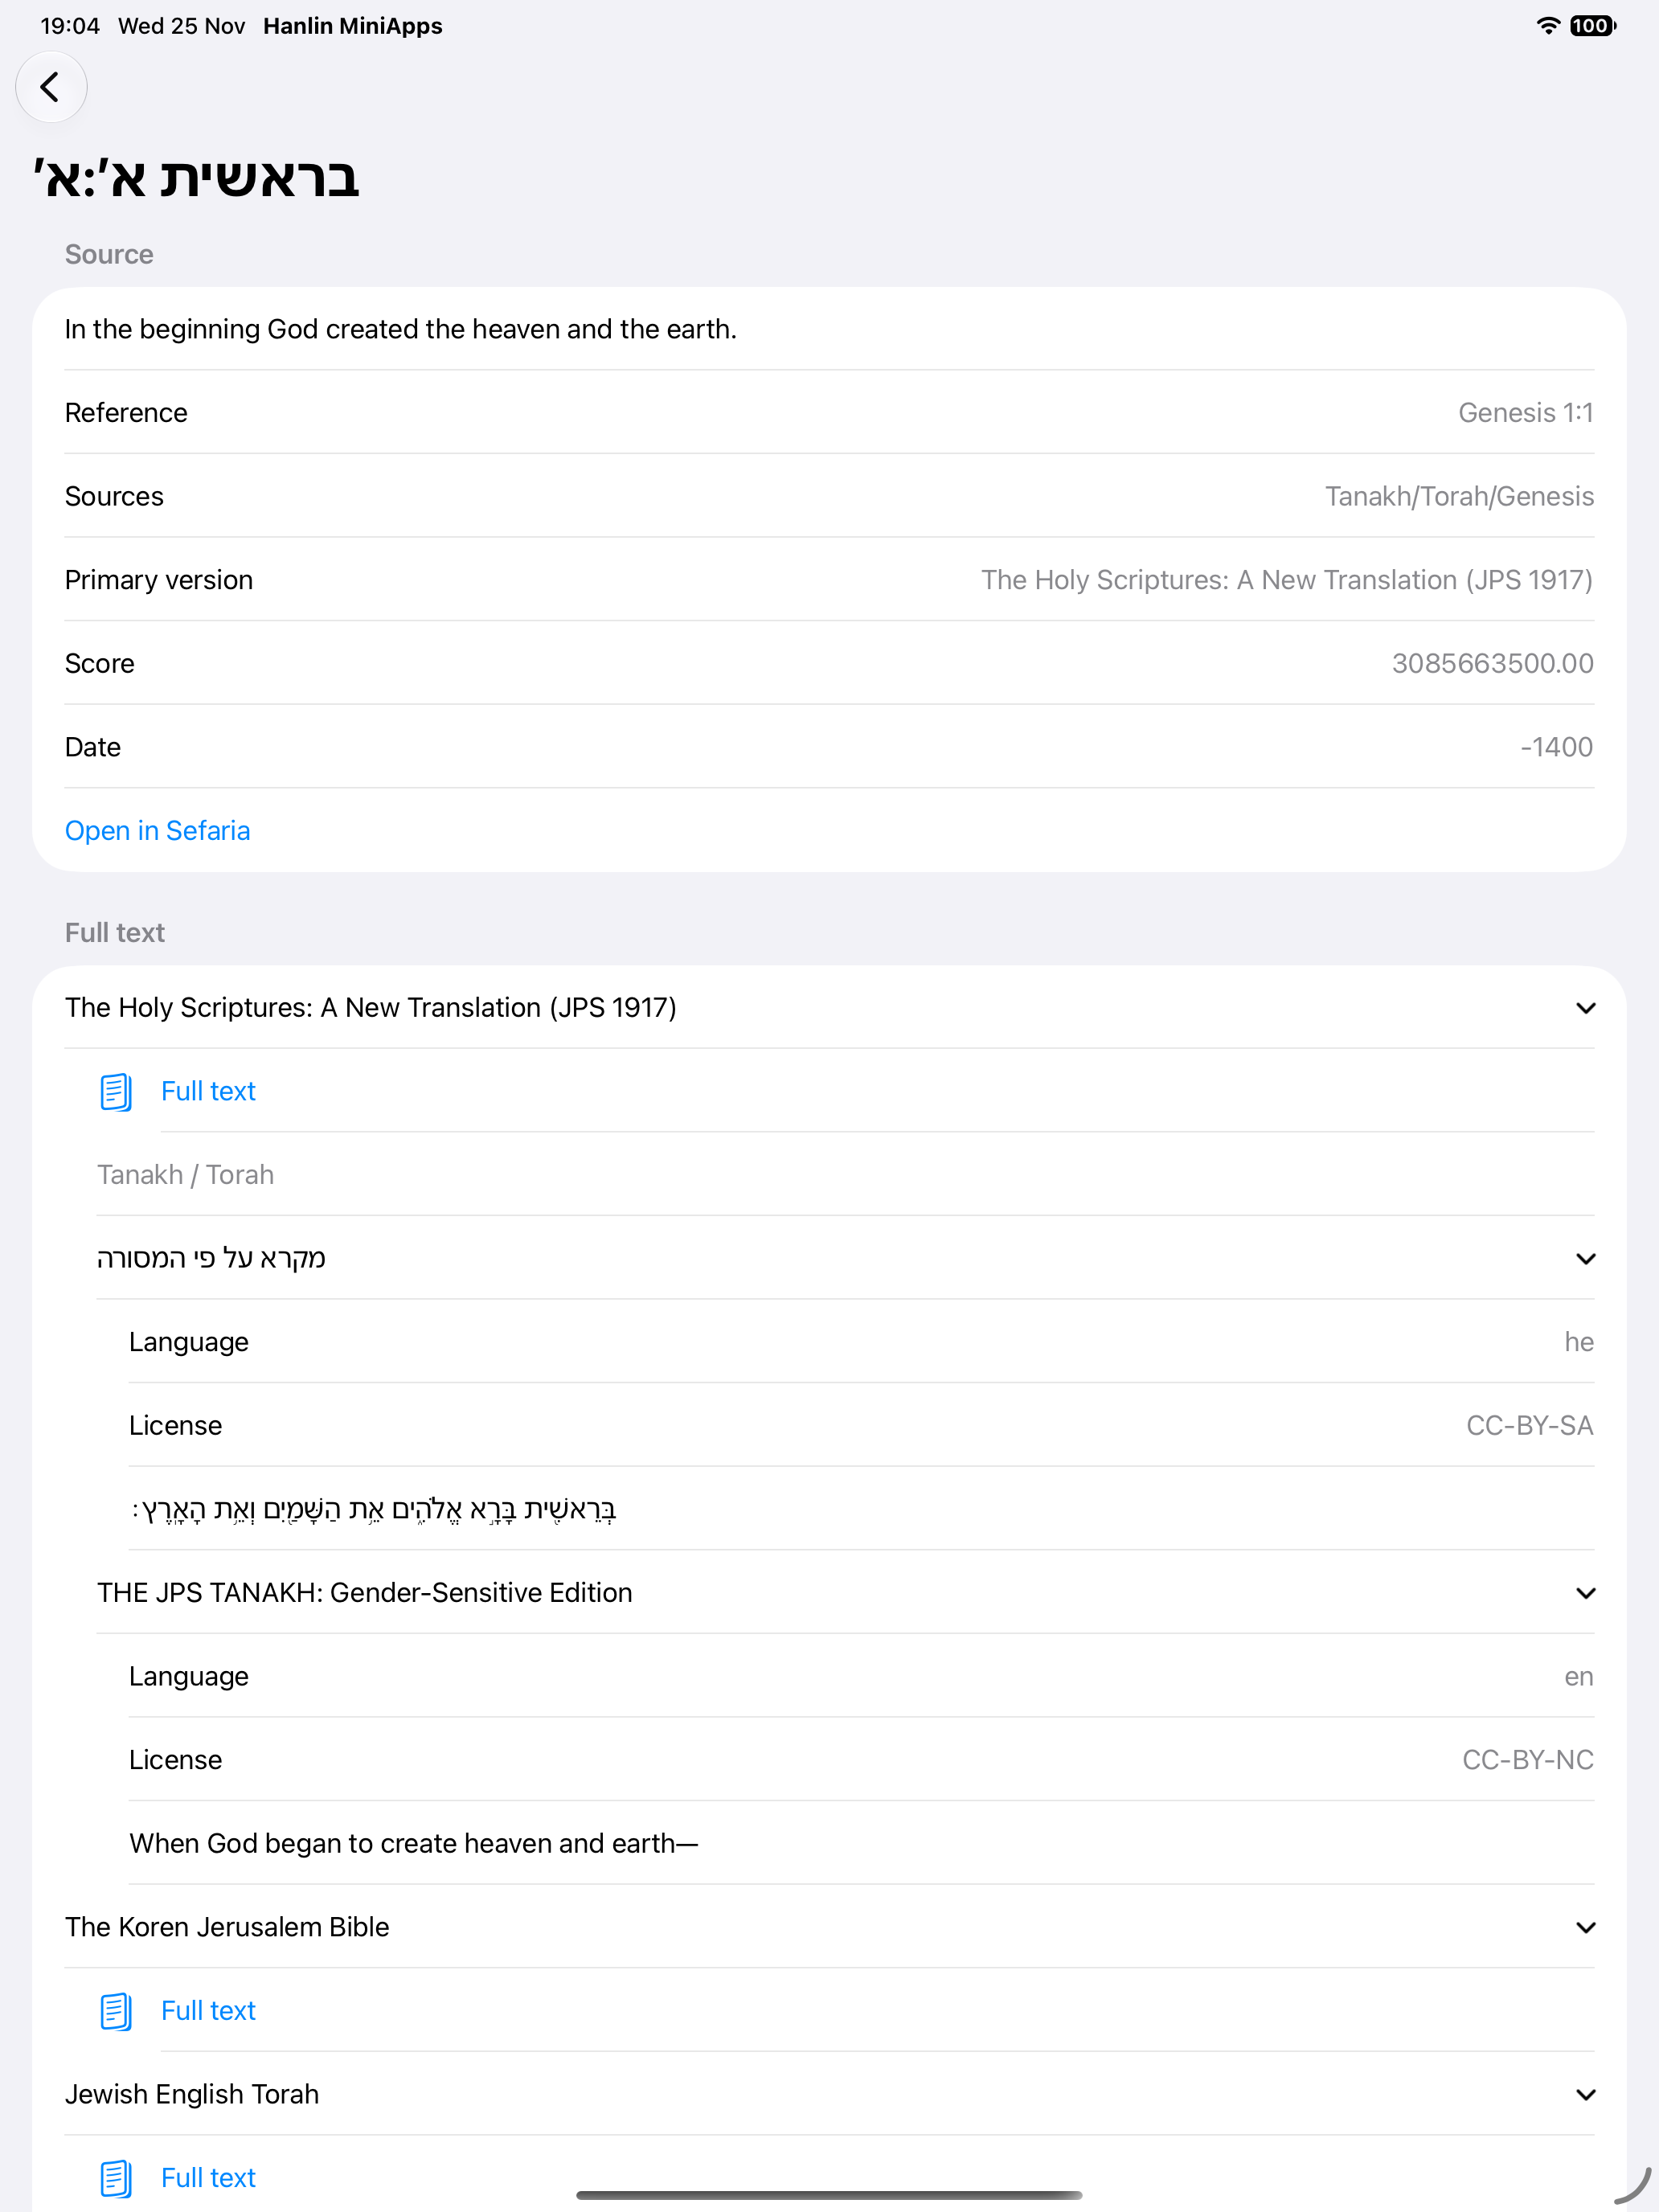 19:04 Wed 25 Nov Hanlin MiniApps
100
בראשית א׳:א׳
Source
In the beginning God created the heaven and the earth.
Reference Genesis 1:1
Sources Tanakh/Torah/Genesis
Primary version The Holy Scriptures: A New Translation (JPS 1917)
Score 3085663500.00
Date -1400
Open in Sefaria
Full text
The Holy Scriptures: A New Translation (JPS 1917)
Full text
Tanakh / Torah
מקרא על פי המסורה
Language he
License CC-BY-SA
בְּרֵאשִׁ֖ית בָּרָ֣א אֱלֹהִ֑ים אֵ֥ת הַשָּׁמַ֖יִם וְאֵ֥ת הָאָֽרֶץ׃
THE JPS TANAKH: Gender-Sensitive Edition
Language en
License CC-BY-NC
When God began to create heaven and earth—
The Koren Jerusalem Bible
Full text
Jewish English Torah
Full text